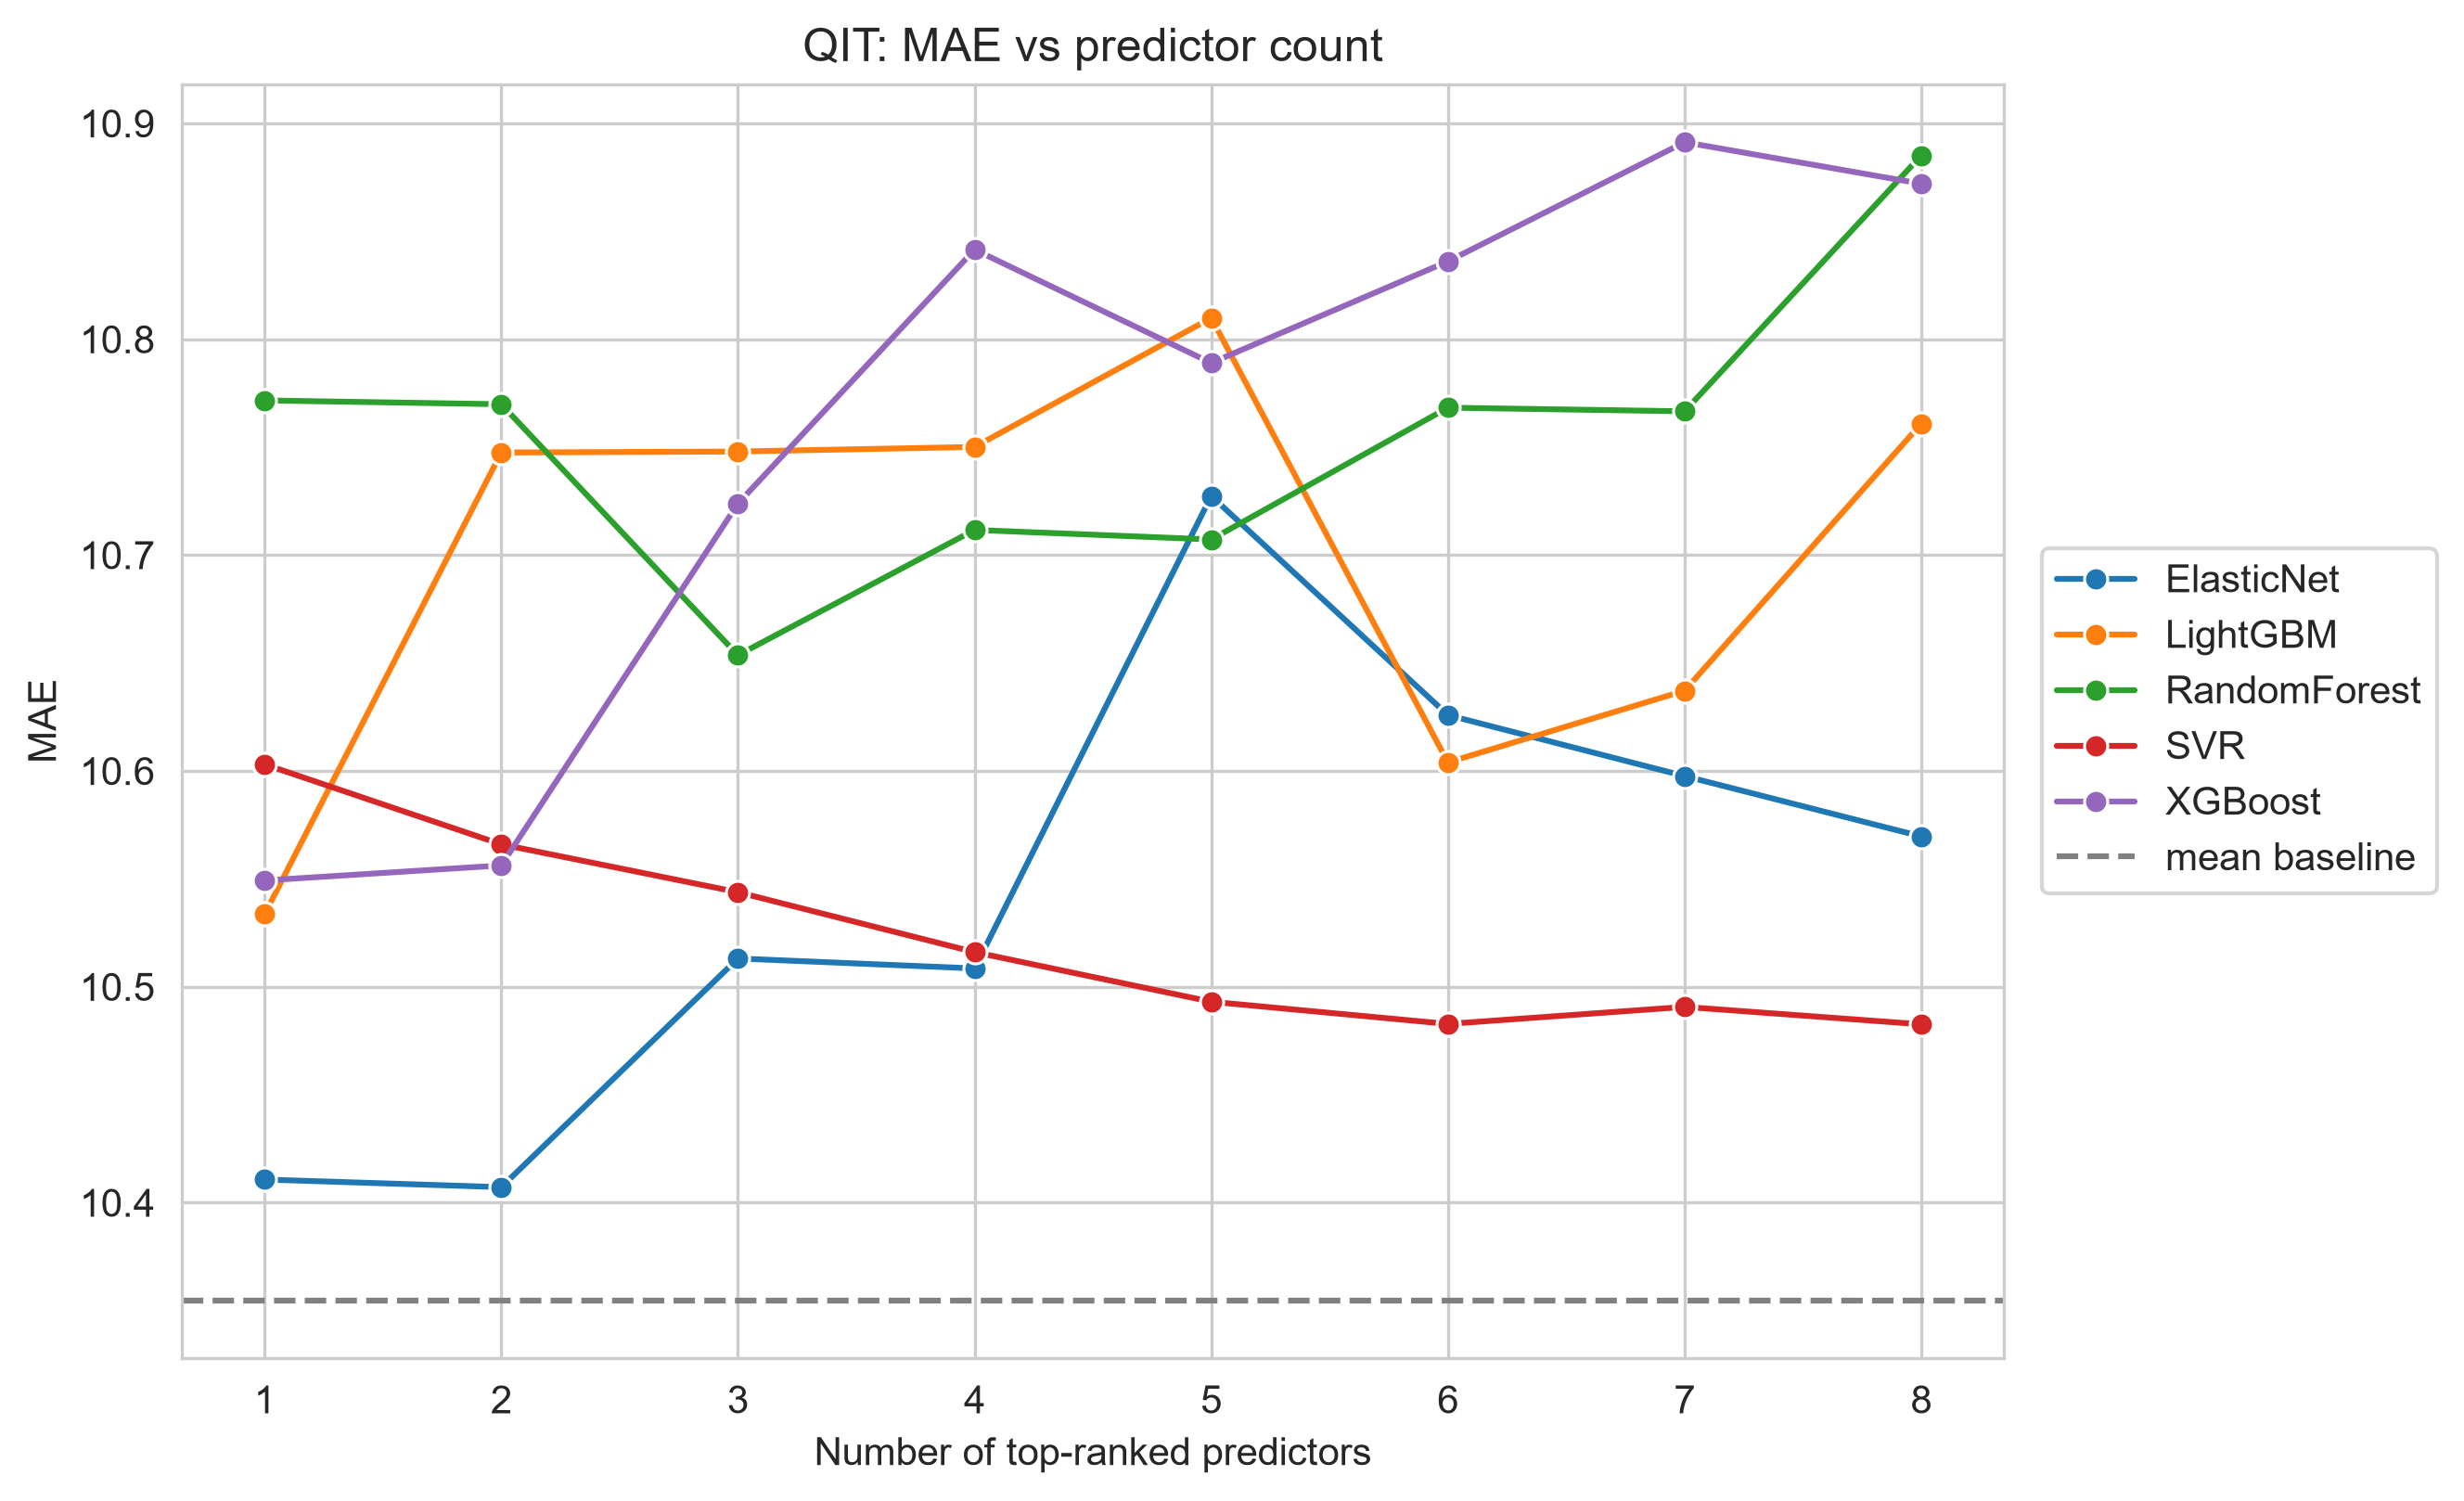 QIT: MAE vs predictor count
MAE
10.9
10.8
10.7
10.6
10.5
10.4
1 2 3 4 5 6 7 8
Number of top-ranked predictors
ElasticNet
LightGBM
RandomForest
SVR
XGBoost
mean baseline